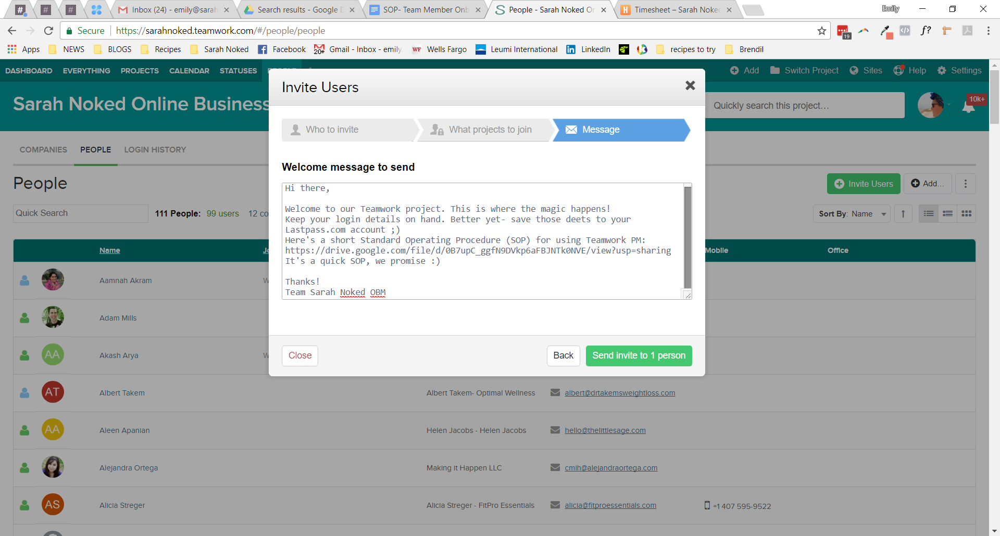 Inbox (24) - emily@sarah
Search results - Google D
SOP- Team Member Onb
People - Sarah Noked Or
Timesheet – Sarah Noked
Emily
Secure
https://sarahnoked.teamwork.com/#/people/people
19
f?
Apps
NEWS
BLOGS
Recipes
Sarah Noked
Facebook
20+
Gmail - Inbox - emily
WF
Wells Fargo
Leumi International
LinkedIn
recipes to try
Brendil
DASHBOARD
EVERYTHING
PROJECTS
CALENDAR
STATUSES
Add
Switch Project
Sites
Help
Settings
Sarah Noked Online Business
Quickly search this project...
10k+
COMPANIES
PEOPLE
LOGIN HISTORY
People
Invite Users
Add...
Quick Search
111 People:
99 users
12 co
Sort By: Name
Name
Jo
Mobile
Office
Aamnah Akram
W
Adam Mills
AA
Akash Arya
W
AT
Albert Takem
Albert Takem- Optimal Wellness
albert@drtakemsweightloss.com
AA
Aleen Apanian
Helen Jacobs - Helen Jacobs
hello@thelittlesage.com
Alejandra Ortega
Making it Happen LLC
cmih@alejandraortega.com
AS
Alicia Streger
Alicia Streger - FitPro Essentials
alicia@fitproessentials.com
+1 407 595-9522
Invite Users
Who to invite
What projects to join
Message
Welcome message to send
Hi there,
Welcome to our Teamwork project. This is where the magic happens!
Keep your login details on hand. Better yet- save those deets to your
Lastpass.com account ;)
Here's a short Standard Operating Procedure (SOP) for using Teamwork PM:
https://drive.google.com/file/d/0B7upC_ggfN9DVkp6aFBJNTk0NVE/view?usp=sharing
It's a quick SOP, we promise :)
Thanks!
Team Sarah Noked OBM
Close
Back
Send invite to 1 person